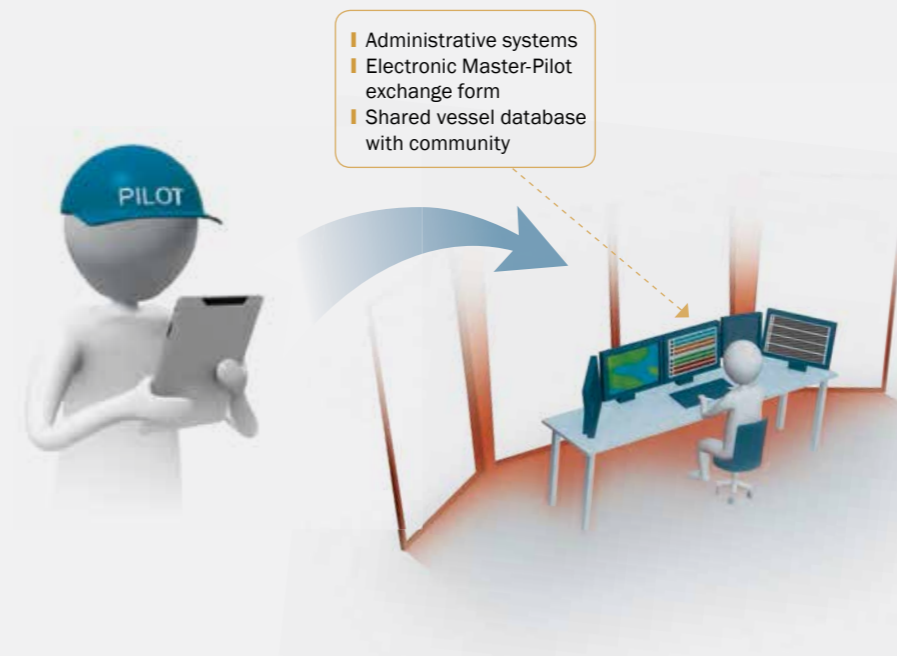 Administrative systems
Electronic Master-Pilot
exchange form
Shared vessel database
with community
PILOT